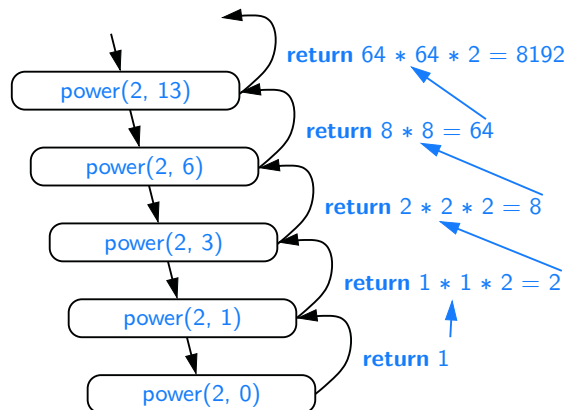 return 64 * 64 * 2 = 8192
power(2, 13)
return 8 * 8 = 64
power(2, 6)
return 2 * 2 * 2 = 8
power(2, 3)
return 1 * 1 * 2 = 2
power(2, 1)
return 1
power(2, 0)